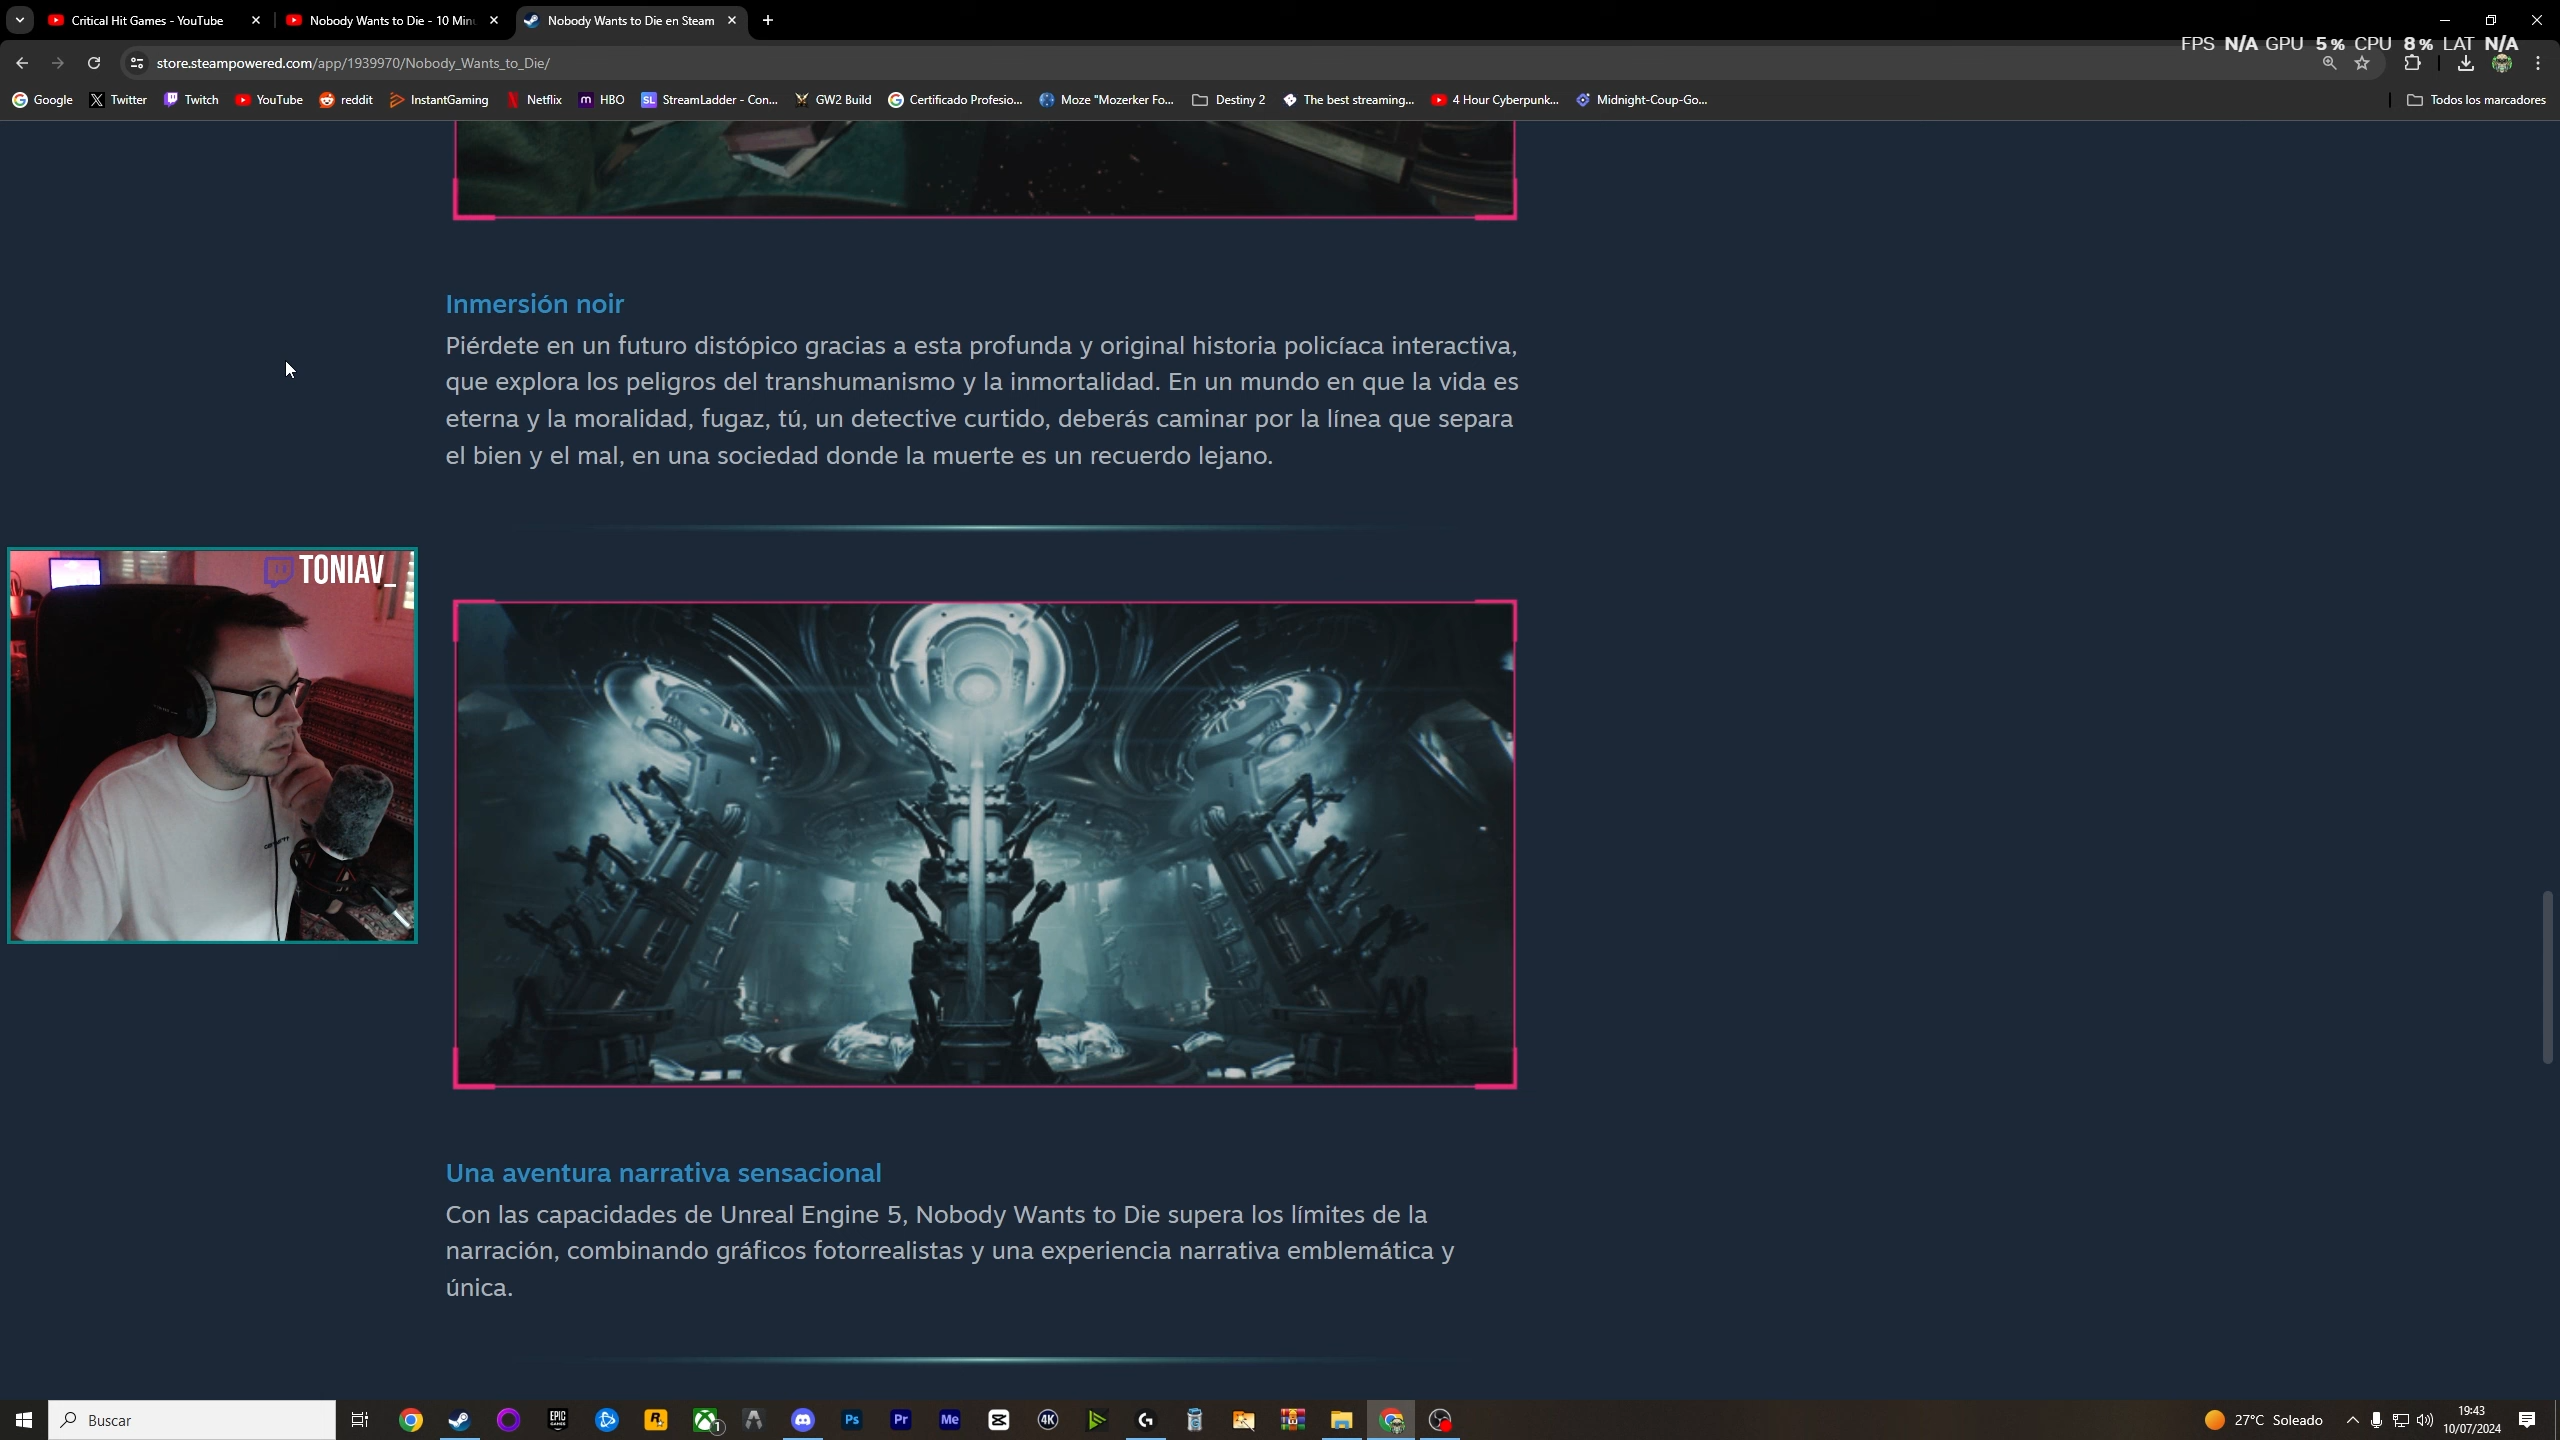 Critical Hit Games - YouTube
Nobody Wants to Die - 10 Min
Nobody Wants to Die en Steam
FPS N/A GPU 5% CPU 8% LAT N/A
store.steampowered.com/app/1939970/Nobody_Wants_to_Die/
Google Twitter Twitch YouTube reddit InstantGaming Netflix HBO StreamLadder - Con... GW2 Build Certificado Profesio... Moze "Mozerker Fo... Destiny 2 The best streaming... 4 Hour Cyberpunk... Midnight-Coup-Go... Todos los marcadores
Inmersión noir
Piérdete en un futuro distópico gracias a esta profunda y original historia policíaca interactiva,
que explora los peligros del transhumanismo y la inmortalidad. En un mundo en que la vida es
eterna y la moralidad, fugaz, tú, un detective curtido, deberás caminar por la línea que separa
el bien y el mal, en una sociedad donde la muerte es un recuerdo lejano.
TONIAV_
Una aventura narrativa sensacional
Con las capacidades de Unreal Engine 5, Nobody Wants to Die supera los límites de la
narración, combinando gráficos fotorrealistas y una experiencia narrativa emblemática y
única.
Buscar
EPIC GAMES
R
1
Ps
Pr
Me
4K
27°C Soleado
19:43
10/07/2024